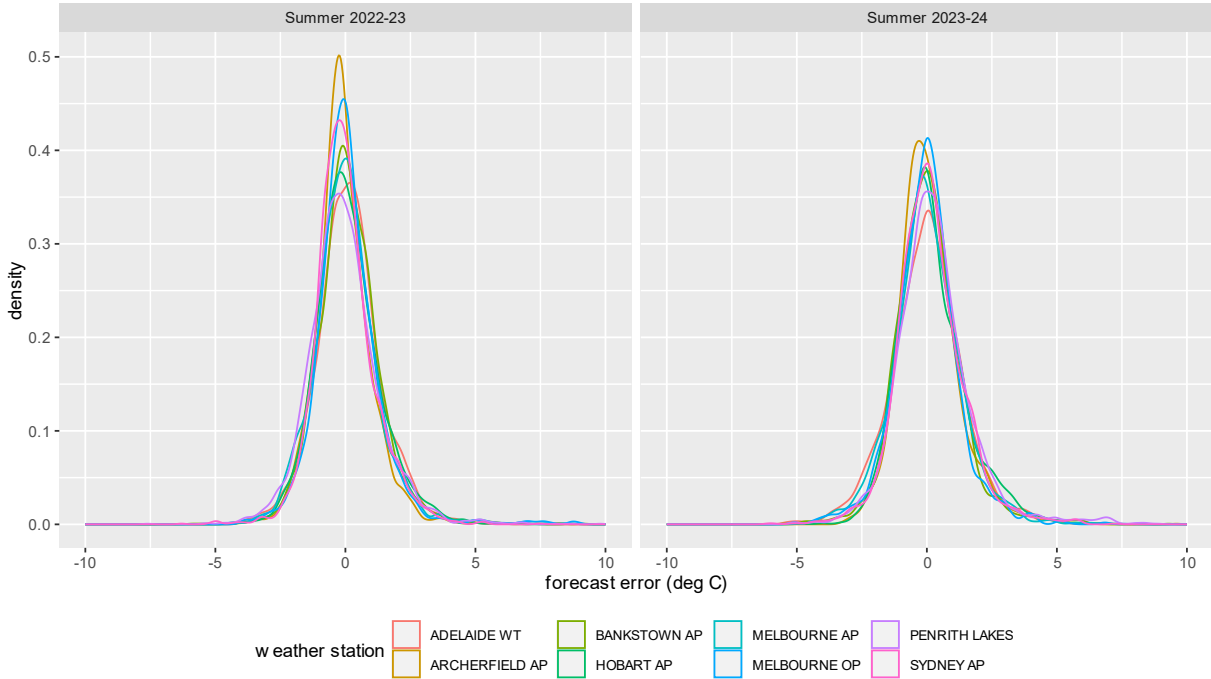 Summer 2022-23
Summer 2023-24
0.5
0.4
0.3
0.2
0.1
0.0
density
-10
-5
0
5
10
-10
-5
0
5
10
forecast error (deg C)
weather station
ADELAIDE WT
BANKSTOWN AP
MELBOURNE AP
PENRITH LAKES
ARCHERFIELD AP
HOBART AP
MELBOURNE OP
SYDNEY AP